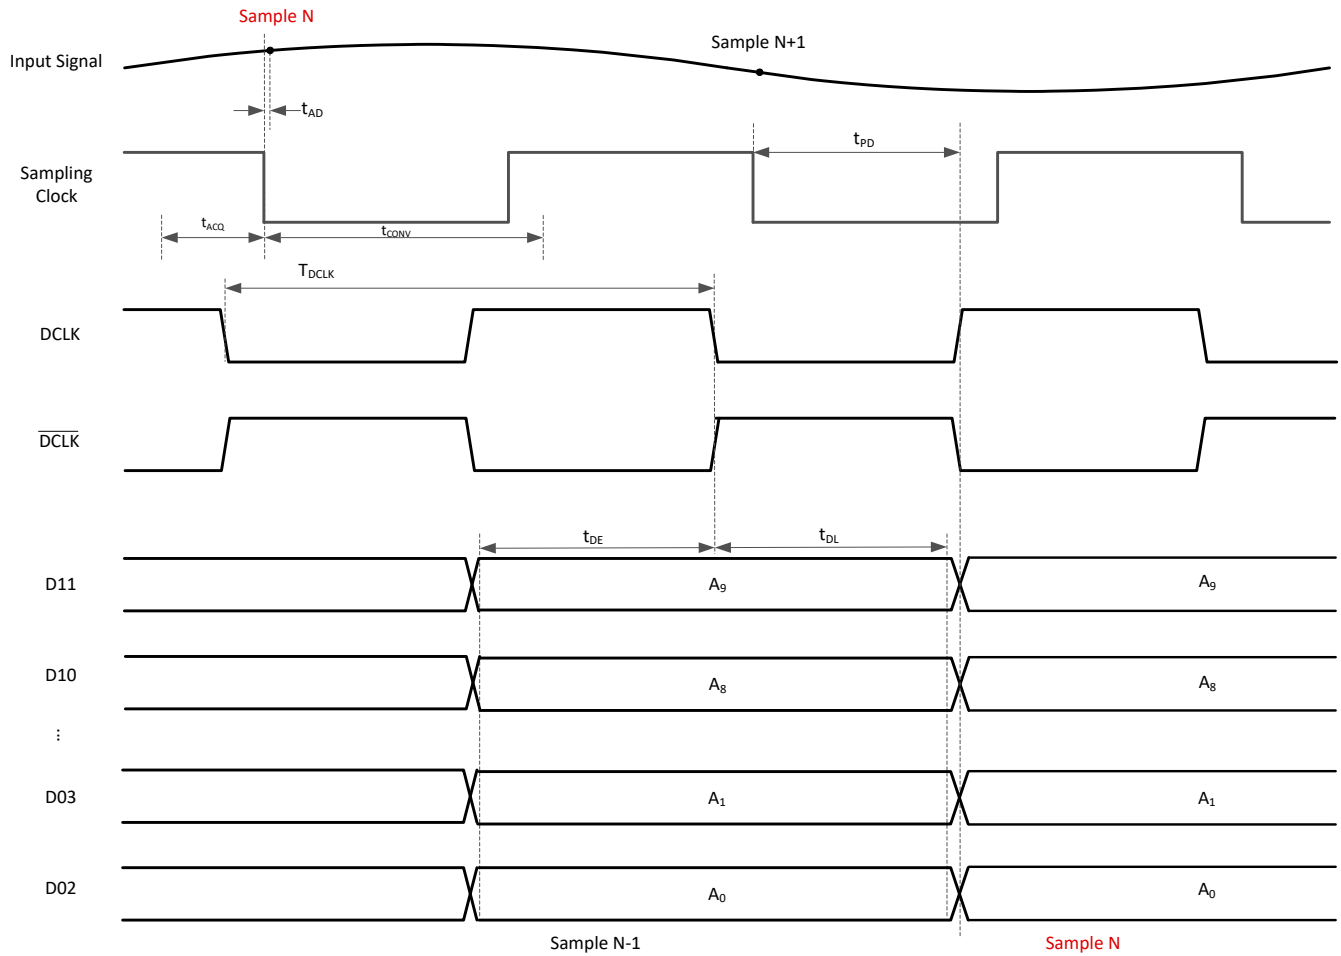 Sample N
Input Signal
Sample N+1
tAD
tPD
Sampling
Clock
tACQ
tCONV
TDCLK
DCLK
DCLK
tDE
tDL
D11
A9
A9
D10
A8
A8
...
D03
A1
A1
D02
A0
A0
Sample N-1
Sample N